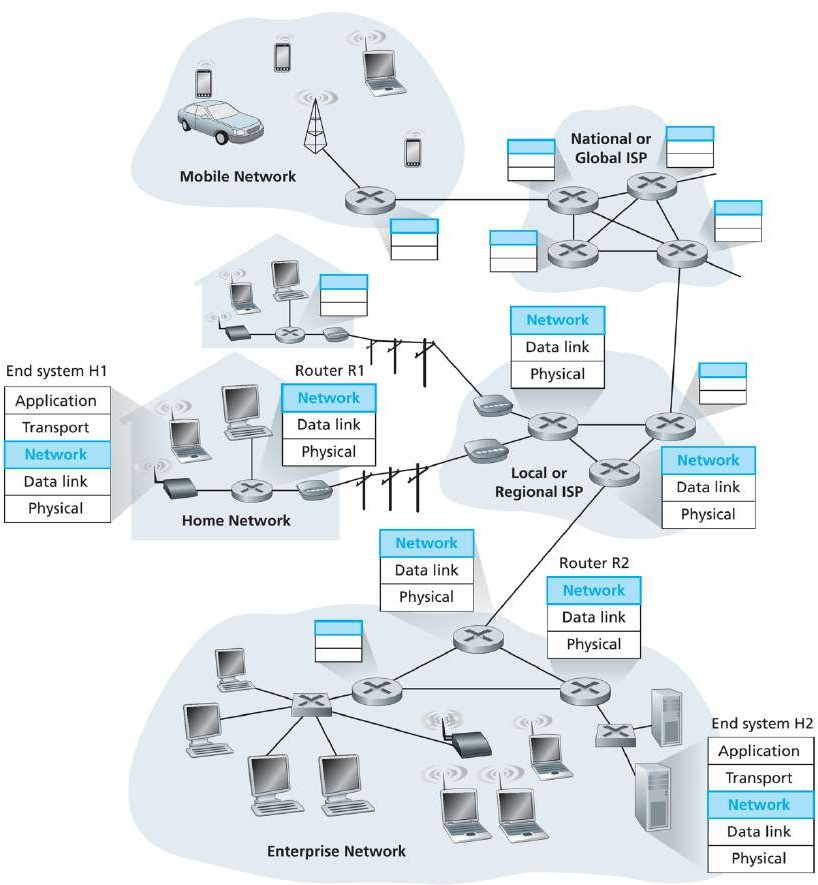 National or
Global ISP
Mobile Network
Network
Data link
Physical
End system H1
Application
Transport
Network
Data link
Physical
Router R1
Network
Data link
Physical
Home Network
Local or
Regional ISP
Network
Data link
Physical
Network
Data link
Physical
Router R2
Network
Data link
Physical
End system H2
Application
Transport
Network
Data link
Physical
Enterprise Network